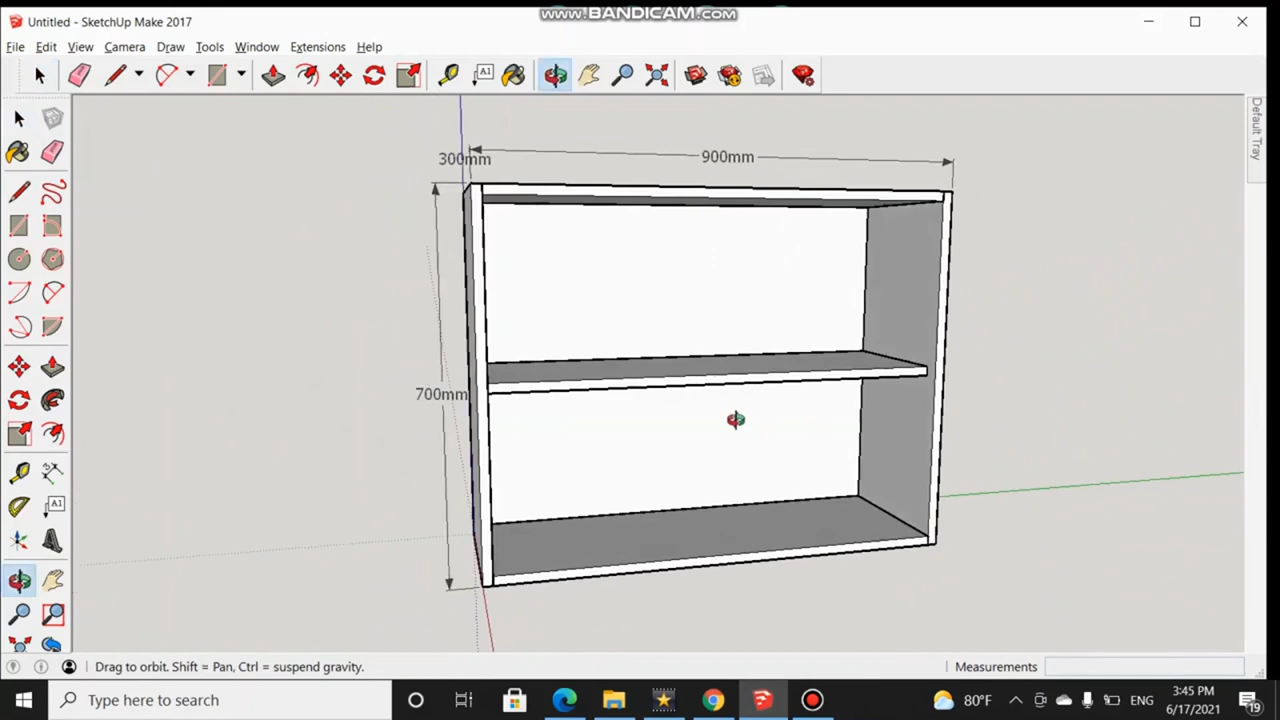 www.BANDICAM.com
Untitled - SketchUp Make 2017
File Edit View Camera Draw Tools Window Extensions Help
A1
Default Tray
300mm
900mm
700mm
A1
Drag to orbit. Shift = Pan, Ctrl = suspend gravity.
Measurements
Type here to search
80°F
ENG
3:45 PM
6/17/2021
19